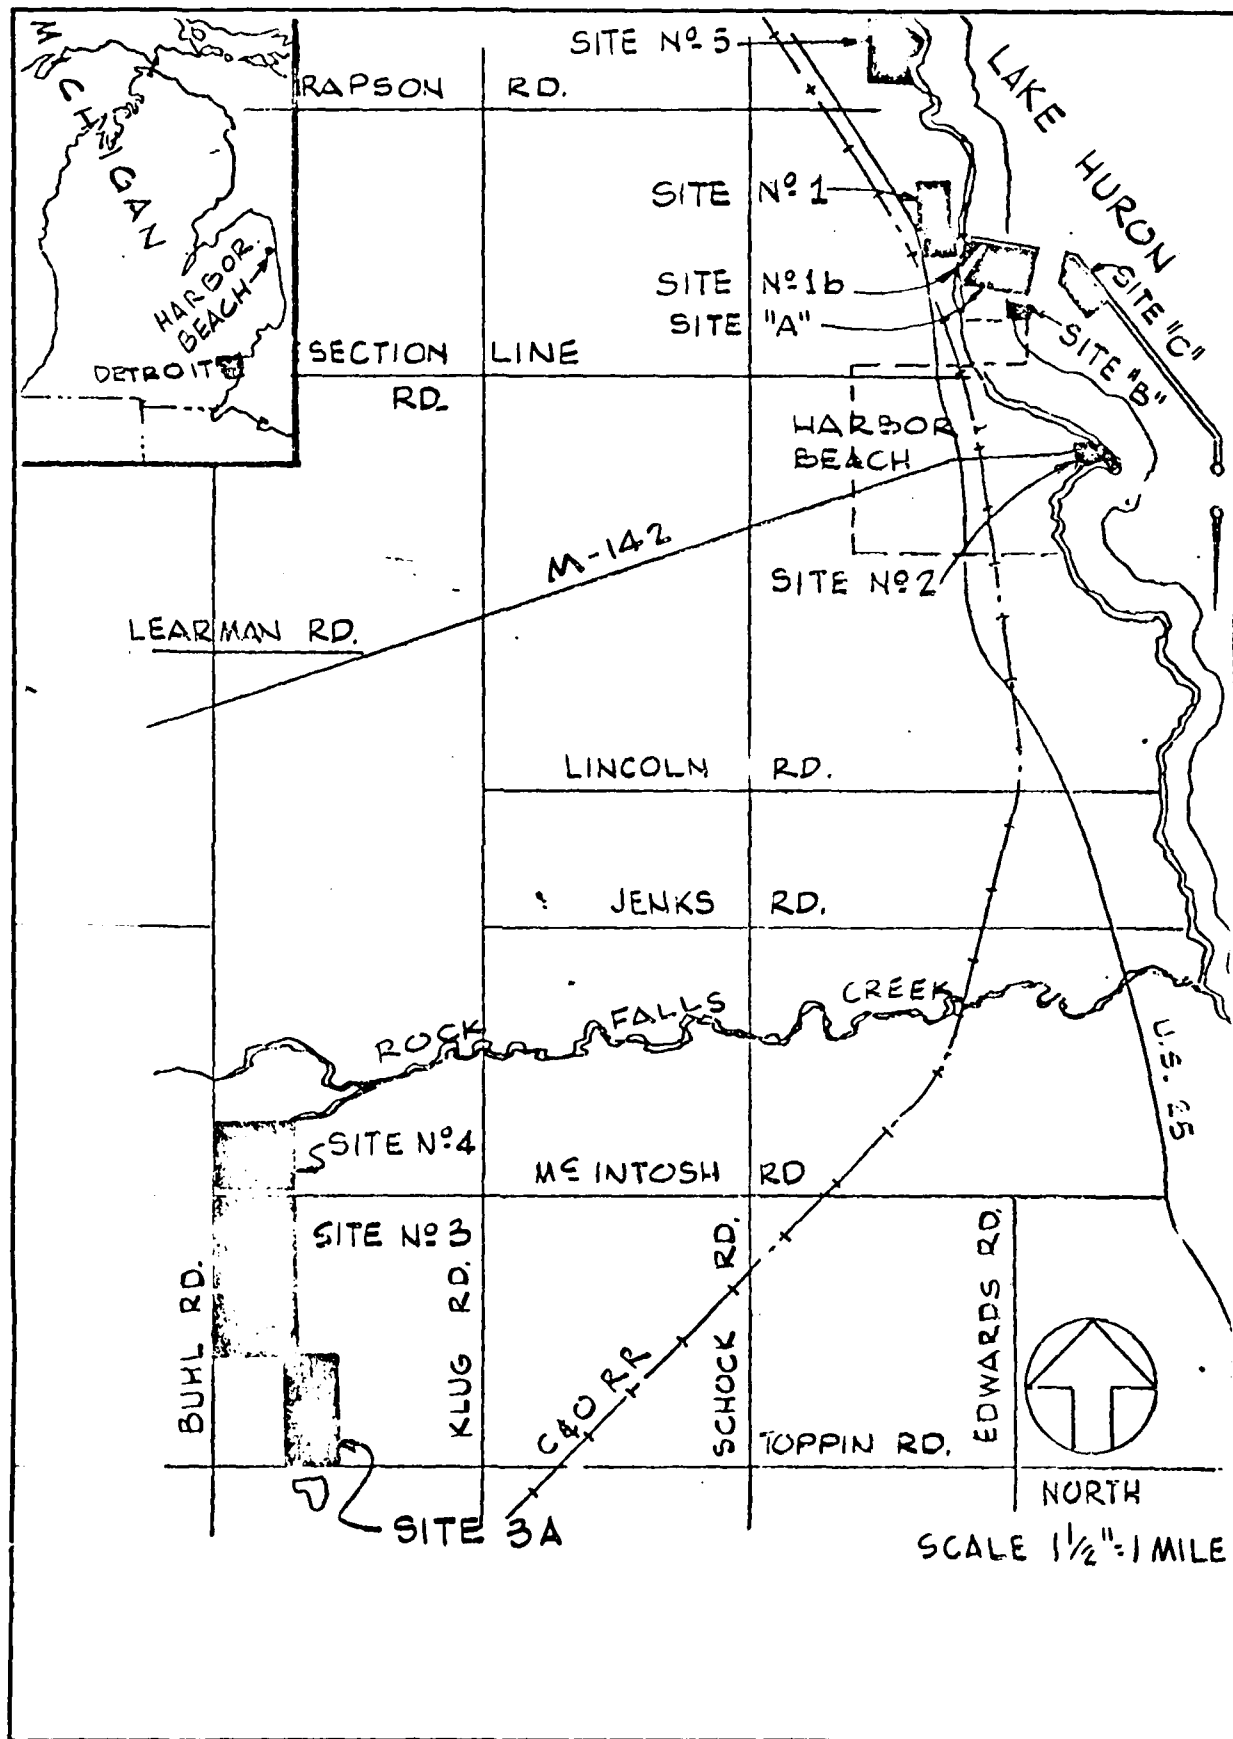 MICHIGAN
HARBOR
BEACH
DETROIT
SITE Nº 5
LAKE HURON
RAPSON RD.
SITE Nº 1
SITE Nº 1b
SITE "A"
SITE "C"
SITE "B"
SECTION LINE
RD.
HARBOR
BEACH
M-142
SITE Nº 2
LEARMAN RD.
LINCOLN RD.
JENKS RD.
ROCK FALLS CREEK
U.S. 25
SITE Nº 4
Mc INTOSH RD
SITE Nº 3
BUHL RD.
KLUG RD.
SCHOCK RD.
EDWARDS RD.
C&O RR
TOPPIN RD.
SITE 3A
NORTH
SCALE 1 1/2"=1 MILE